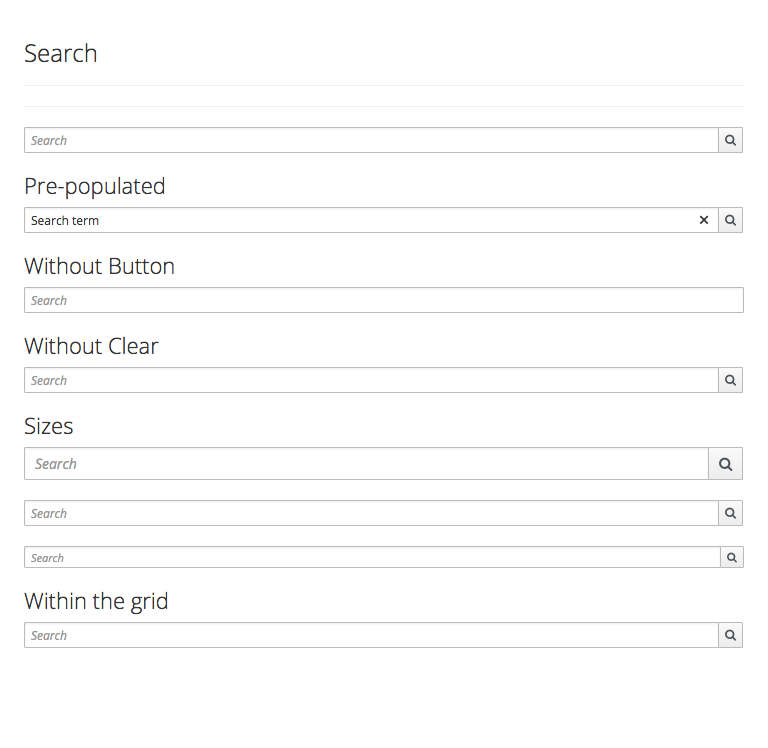 Search
Search
Pre-populated
Search term
Without Button
Search
Without Clear
Search
Sizes
Search
Search
Search
Within the grid
Search